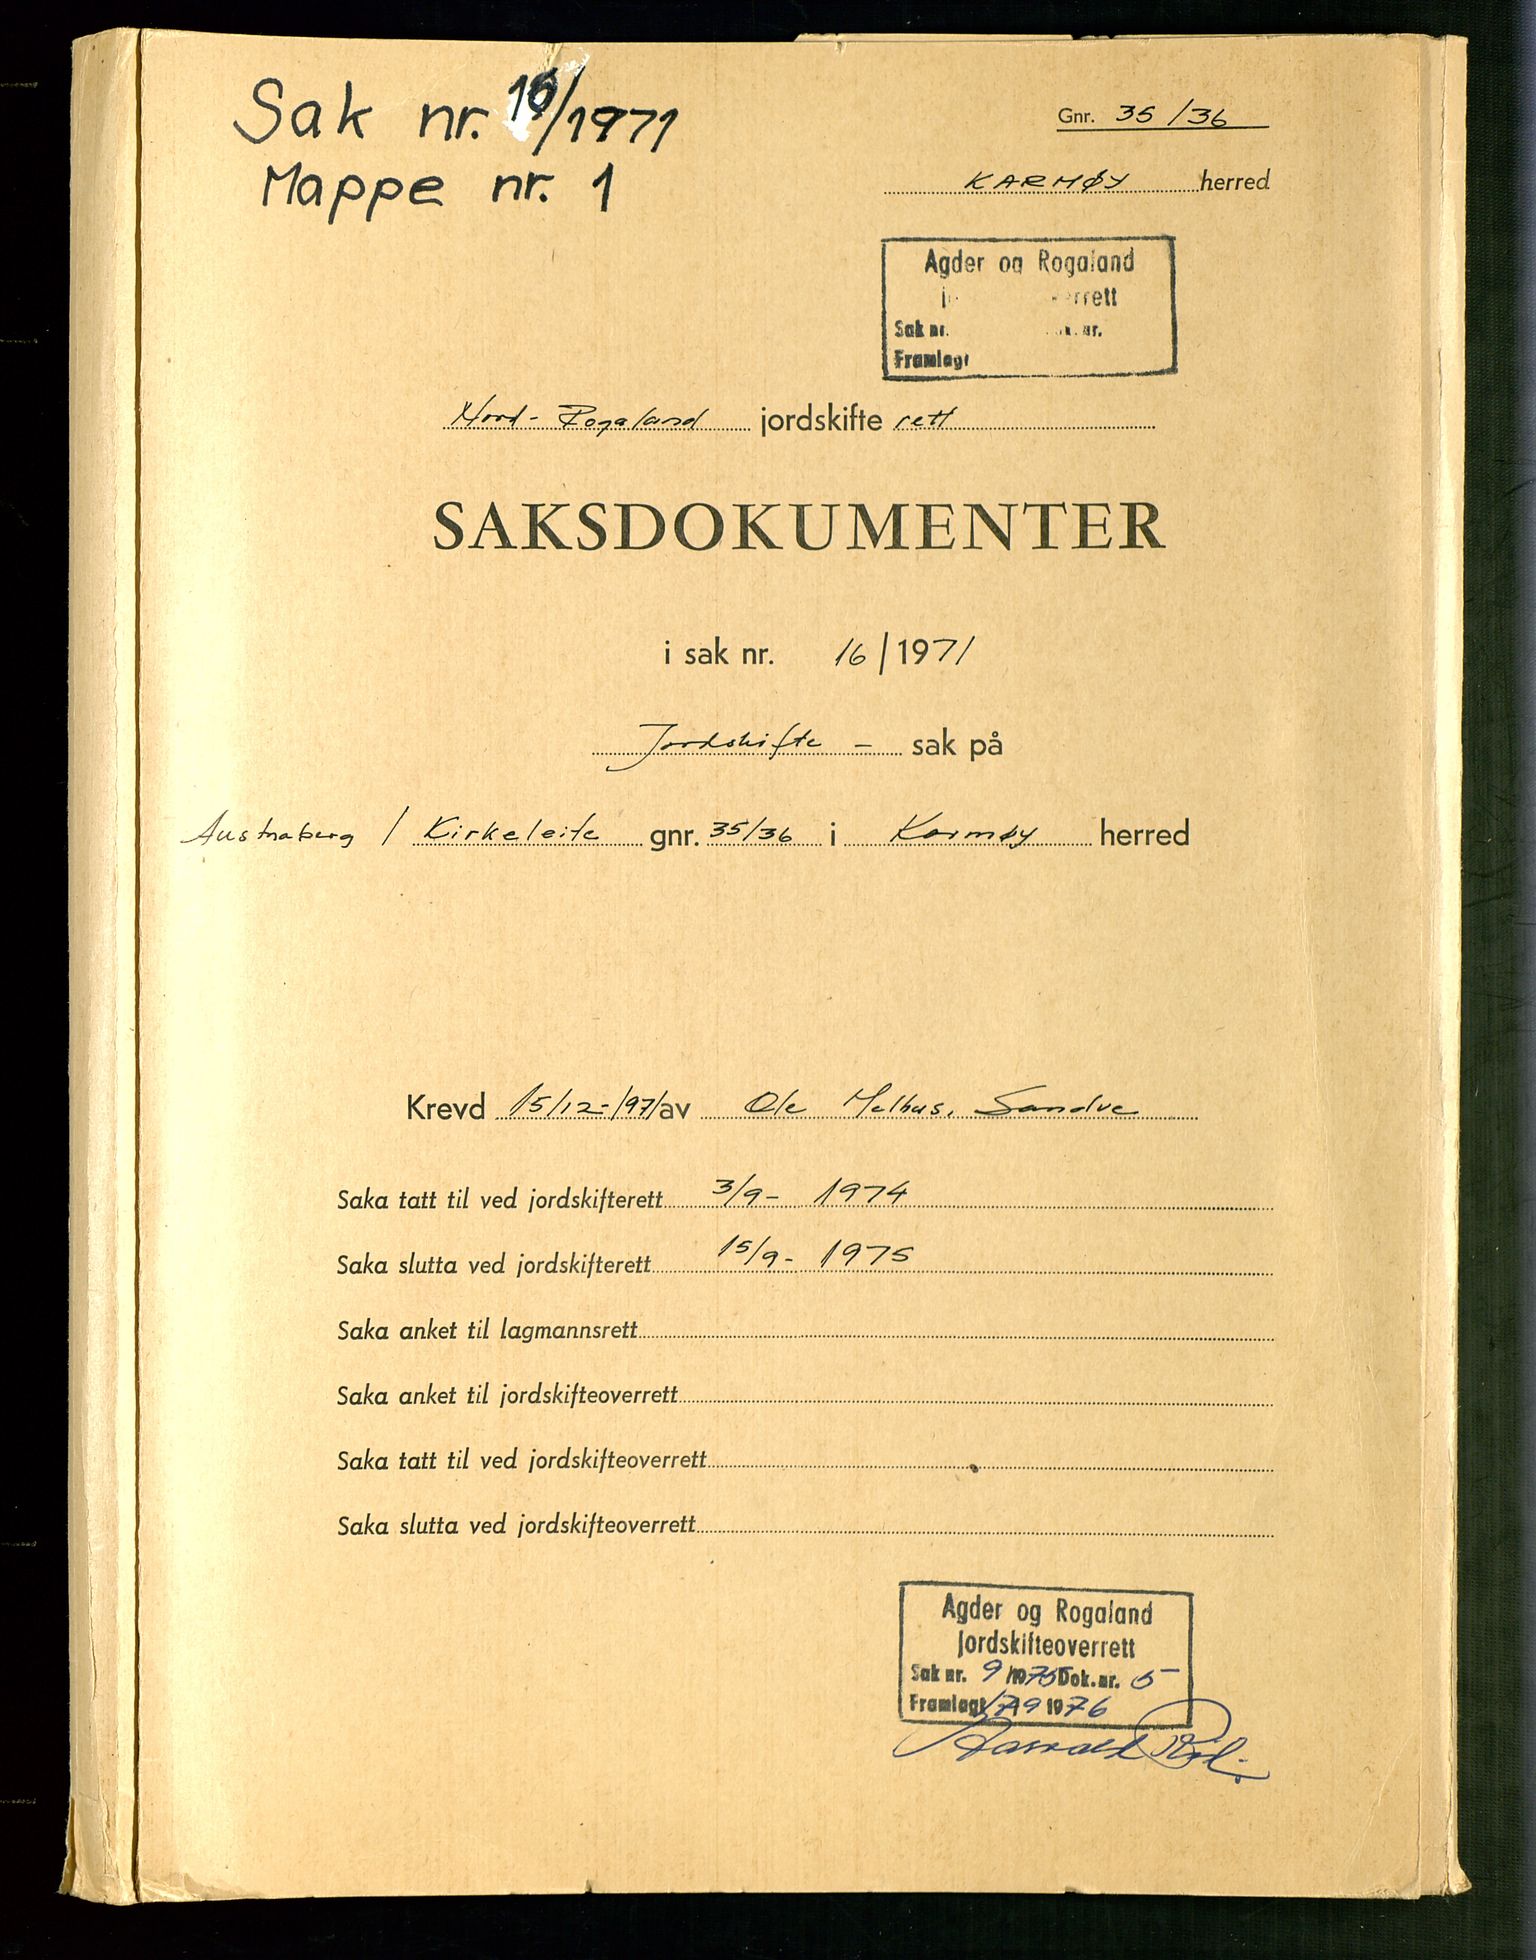 Sak nr. 16/1971
Mappe nr. 1
Gnr. 35/36
KARMØY herred
Agder og Rogaland
Sak nr.
Framlagt
Nord-Rogaland jordskifte rett
SAKSDOKUMENTER
i sak nr. 16/1971
Jordskifte - sak på
Austnaberg / Kirkeleite gnr. 35/36 i Karmøy herred
Krevd 15/12-1971 av Ole Melhus, Sandve
Saka tatt til ved jordskifterett 3/9- 1974
Saka slutta ved jordskifterett 15/9- 1975
Saka anket til lagmannsrett
Saka anket til jordskifteoverrett
Saka tatt til ved jordskifteoverrett
Saka slutta ved jordskifteoverrett
Agder og Rogaland
Jordskifteoverrett
Sak nr. 9/1975 Dok.nr. 5
Framlagt 17/9 1976